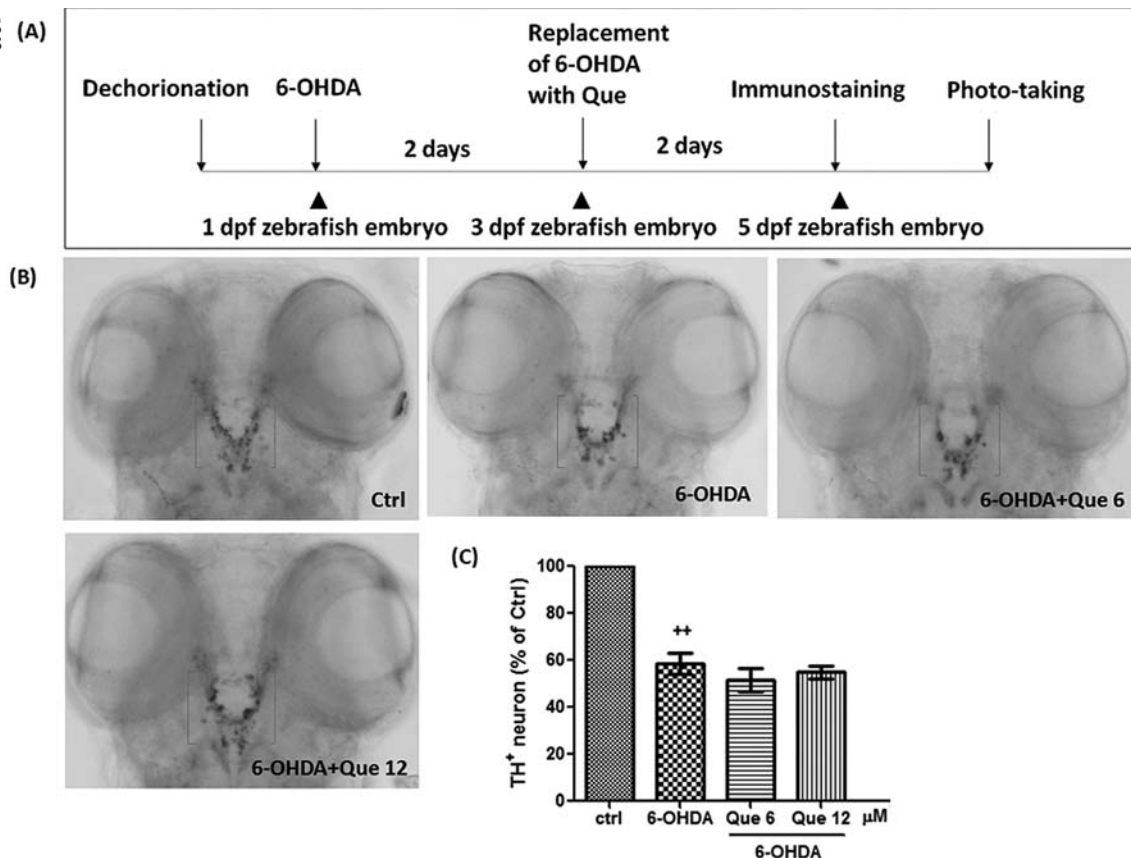 (A)
Replacement
of 6-OHDA
with Que
Dechorionation 6-OHDA Immunostaining Photo-taking
2 days 2 days
1 dpf zebrafish embryo 3 dpf zebrafish embryo 5 dpf zebrafish embryo
(B)
Ctrl
6-OHDA
6-OHDA+Que 6
6-OHDA+Que 12
(C)
TH+ neuron (% of Ctrl)
100
80
60
40
20
0
++
ctrl 6-OHDA Que 6 Que 12 µM
6-OHDA